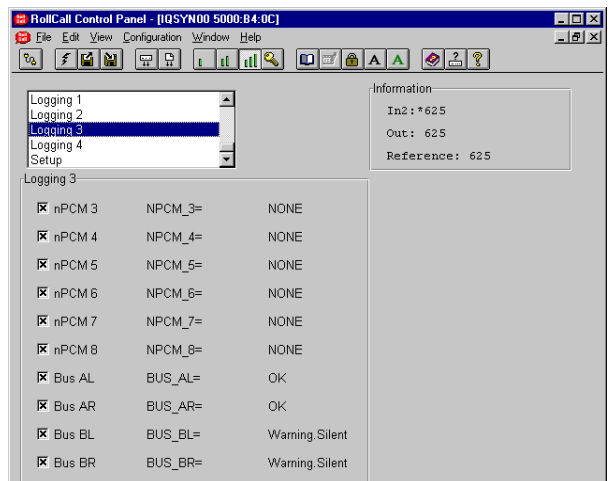 RollCall Control Panel - [IQSYN00 5000:B4:0C]
File Edit View Configuration Window Help
A A
Logging 1
Logging 2
Logging 3
Logging 4
Setup
Information
In2:*625
Out: 625
Reference: 625
Logging 3
nPCM 3 NPCM_3= NONE
nPCM 4 NPCM_4= NONE
nPCM 5 NPCM_5= NONE
nPCM 6 NPCM_6= NONE
nPCM 7 NPCM_7= NONE
nPCM 8 NPCM_8= NONE
Bus AL BUS_AL= OK
Bus AR BUS_AR= OK
Bus BL BUS_BL= Warning.Silent
Bus BR BUS_BR= Warning.Silent